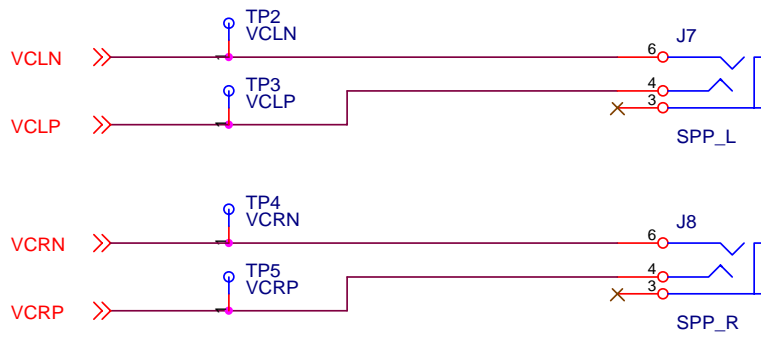 TP2
VCLN
J7
6
VCLN
TP3
VCLP
4
3
VCLP
SPP_L
TP4
VCRN
J8
6
VCRN
TP5
VCRP
4
3
VCRP
SPP_R